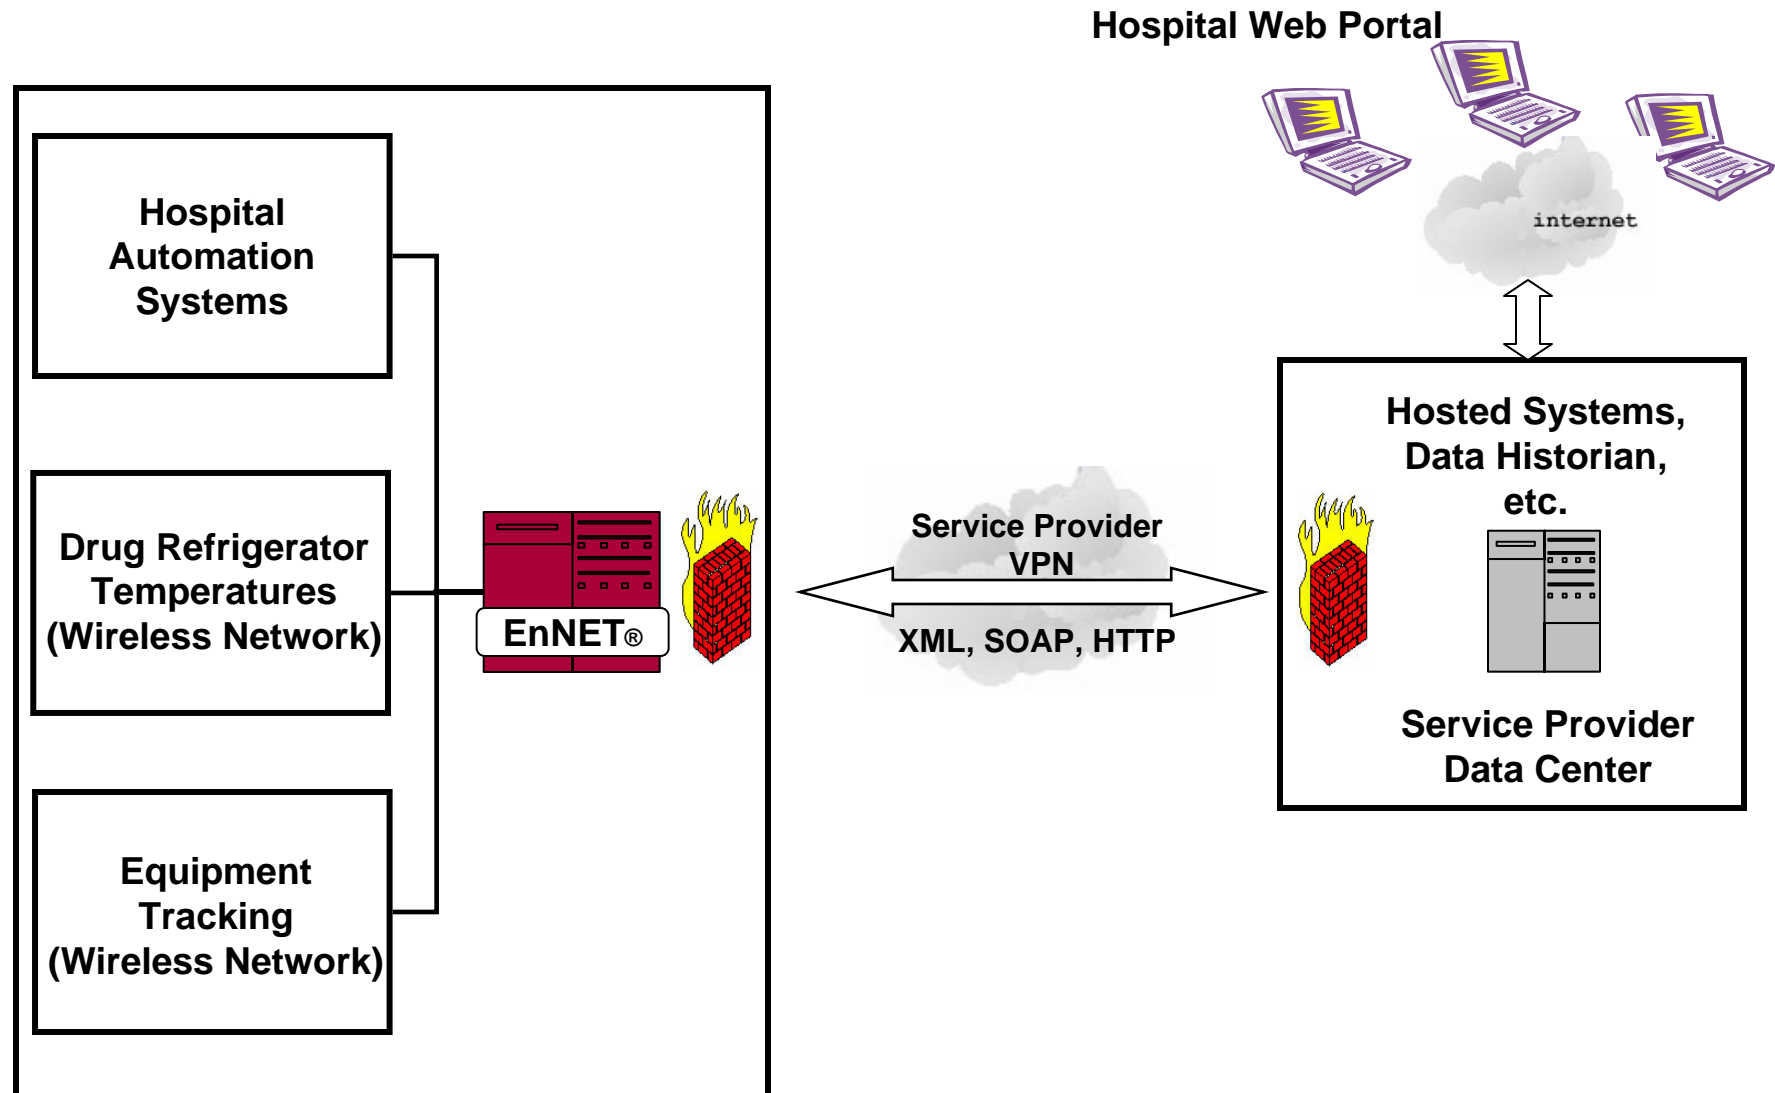 Hospital Web Portal
internet
Hospital
Automation
Systems
Drug Refrigerator
Temperatures
(Wireless Network)
Equipment
Tracking
(Wireless Network)
EnNET®
Service Provider
VPN
XML, SOAP, HTTP
Hosted Systems,
Data Historian,
etc.
Service Provider
Data Center